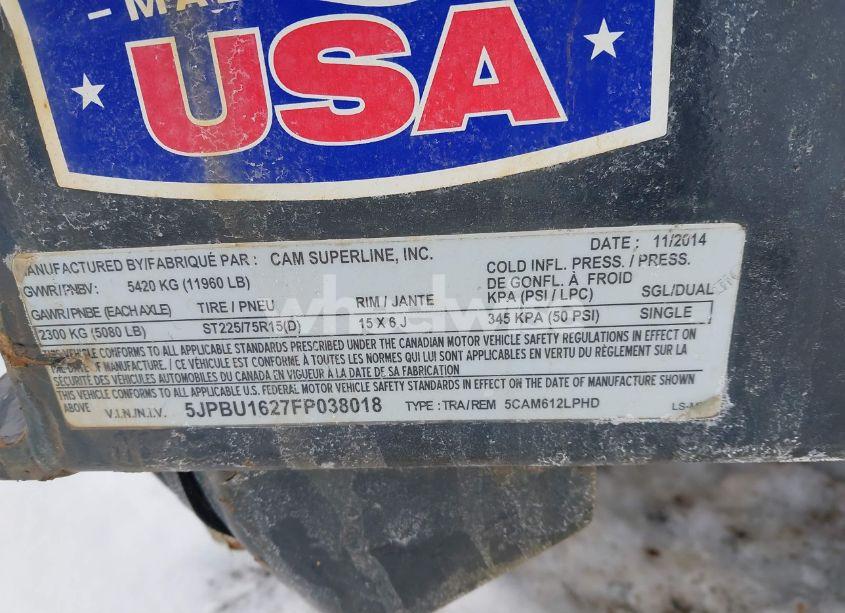 USA
MANUFACTURED BY/FABRIQUÉ PAR : CAM SUPERLINE, INC. DATE : 11/2014
GVWR/PNBV : 5420 KG (11960 LB) COLD INFL. PRESS. / PRESS. DE GONFL. À FROID
GAWR/PNBE (EACH AXLE) TIRE / PNEU RIM / JANTE KPA (PSI / LPC) SGL/DUAL
2300 KG (5080 LB) ST225/75R15(D) 15 X 6 J 345 KPA (50 PSI) SINGLE
VEHICLE CONFORMS TO ALL APPLICABLE STANDARDS PRESCRIBED UNDER THE CANADIAN MOTOR VEHICLE SAFETY REGULATIONS IN EFFECT ON
THE DATE OF MANUFACTURE. / CE VÉHICULE EST CONFORME À TOUTES LES NORMES QUI LUI SONT APPLICABLES EN VERTU DU RÈGLEMENT SUR LA
SÉCURITÉ DES VÉHICULES AUTOMOBILES DU CANADA EN VIGUEUR À LA DATE DE SA FABRICATION
VEHICLE CONFORMS TO ALL APPLICABLE U.S. FEDERAL MOTOR VEHICLE SAFETY STANDARDS IN EFFECT ON THE DATE OF MANUFACTURE SHOWN
ABOVE V.I.N./N.I.V. 5JPBU1627FP038018 TYPE : TRA/REM 5CAM612LPHD